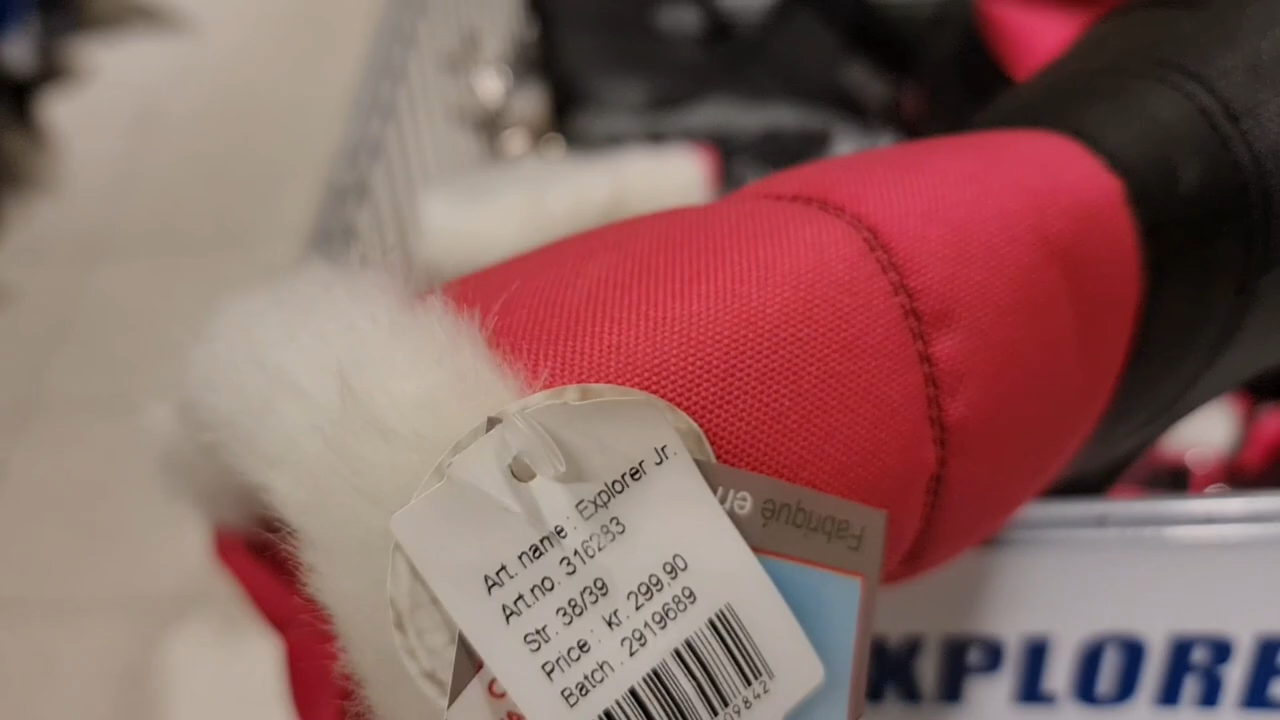 Art. name : Explorer Jr.
Art.no. 316283
Str. 38/39
Price : kr. 299,90
Batch . 2919689
09842
Fabriqué en
XPLORE